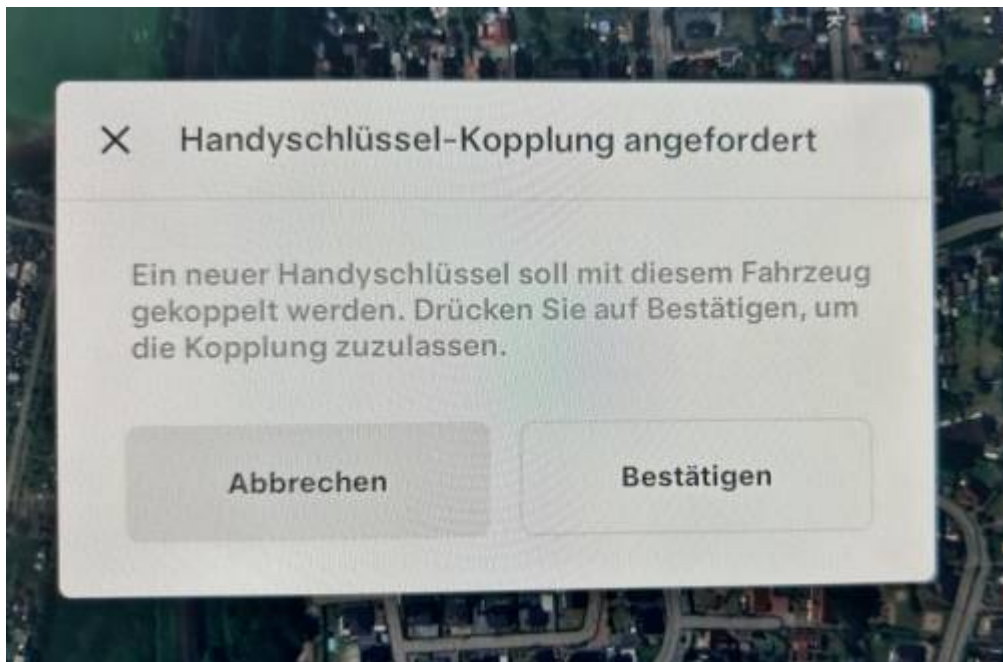 Handyschlüssel-Kopplung angefordert
Ein neuer Handyschlüssel soll mit diesem Fahrzeug
gekoppelt werden. Drücken Sie auf Bestätigen, um
die Kopplung zuzulassen.
Abbrechen
Bestätigen